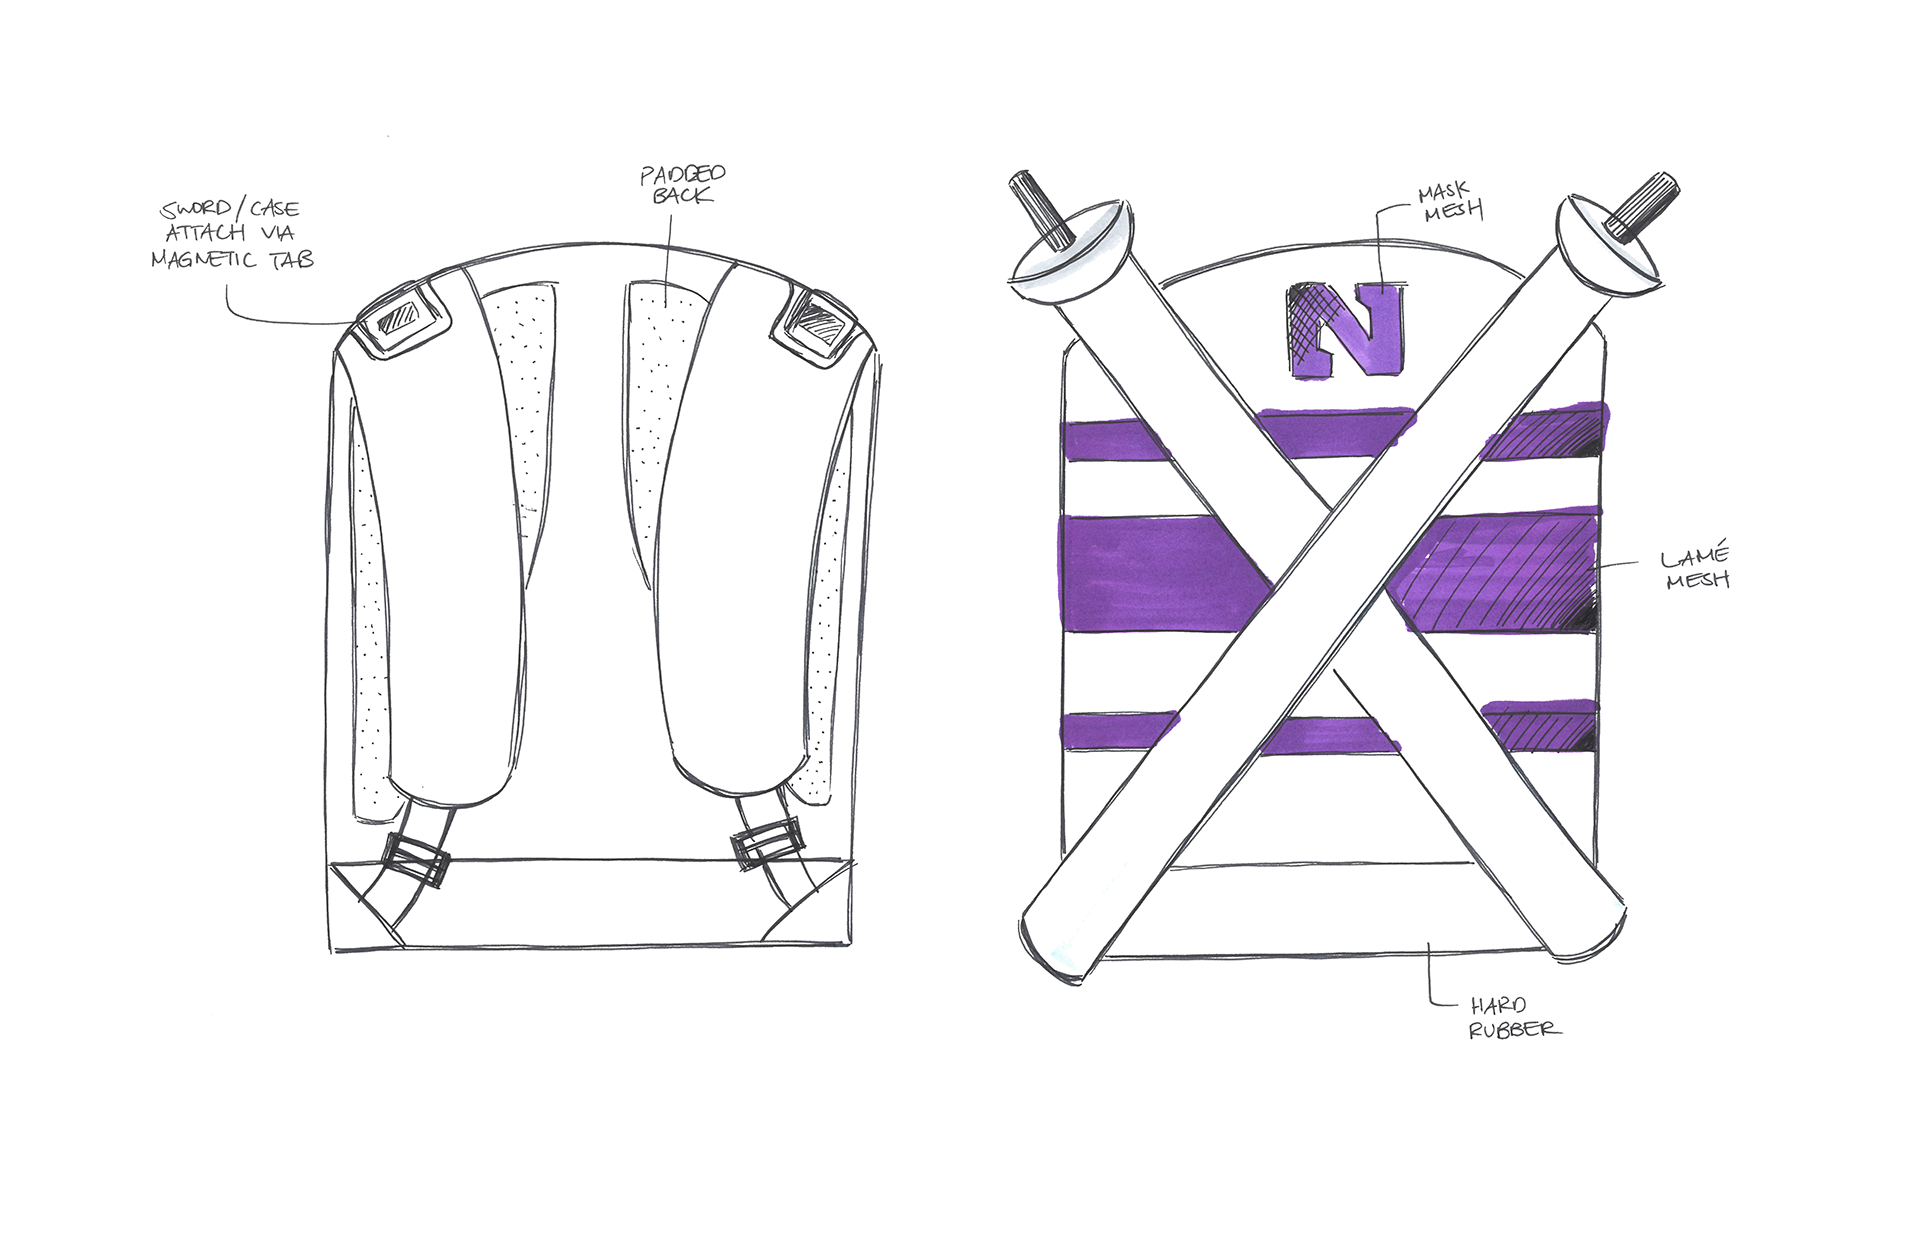 SWORD/CASE
ATTACH VIA
MAGNETIC TAB
PADDED
BACK
MASK
MESH
N
LAMÉ
MESH
HARD
RUBBER